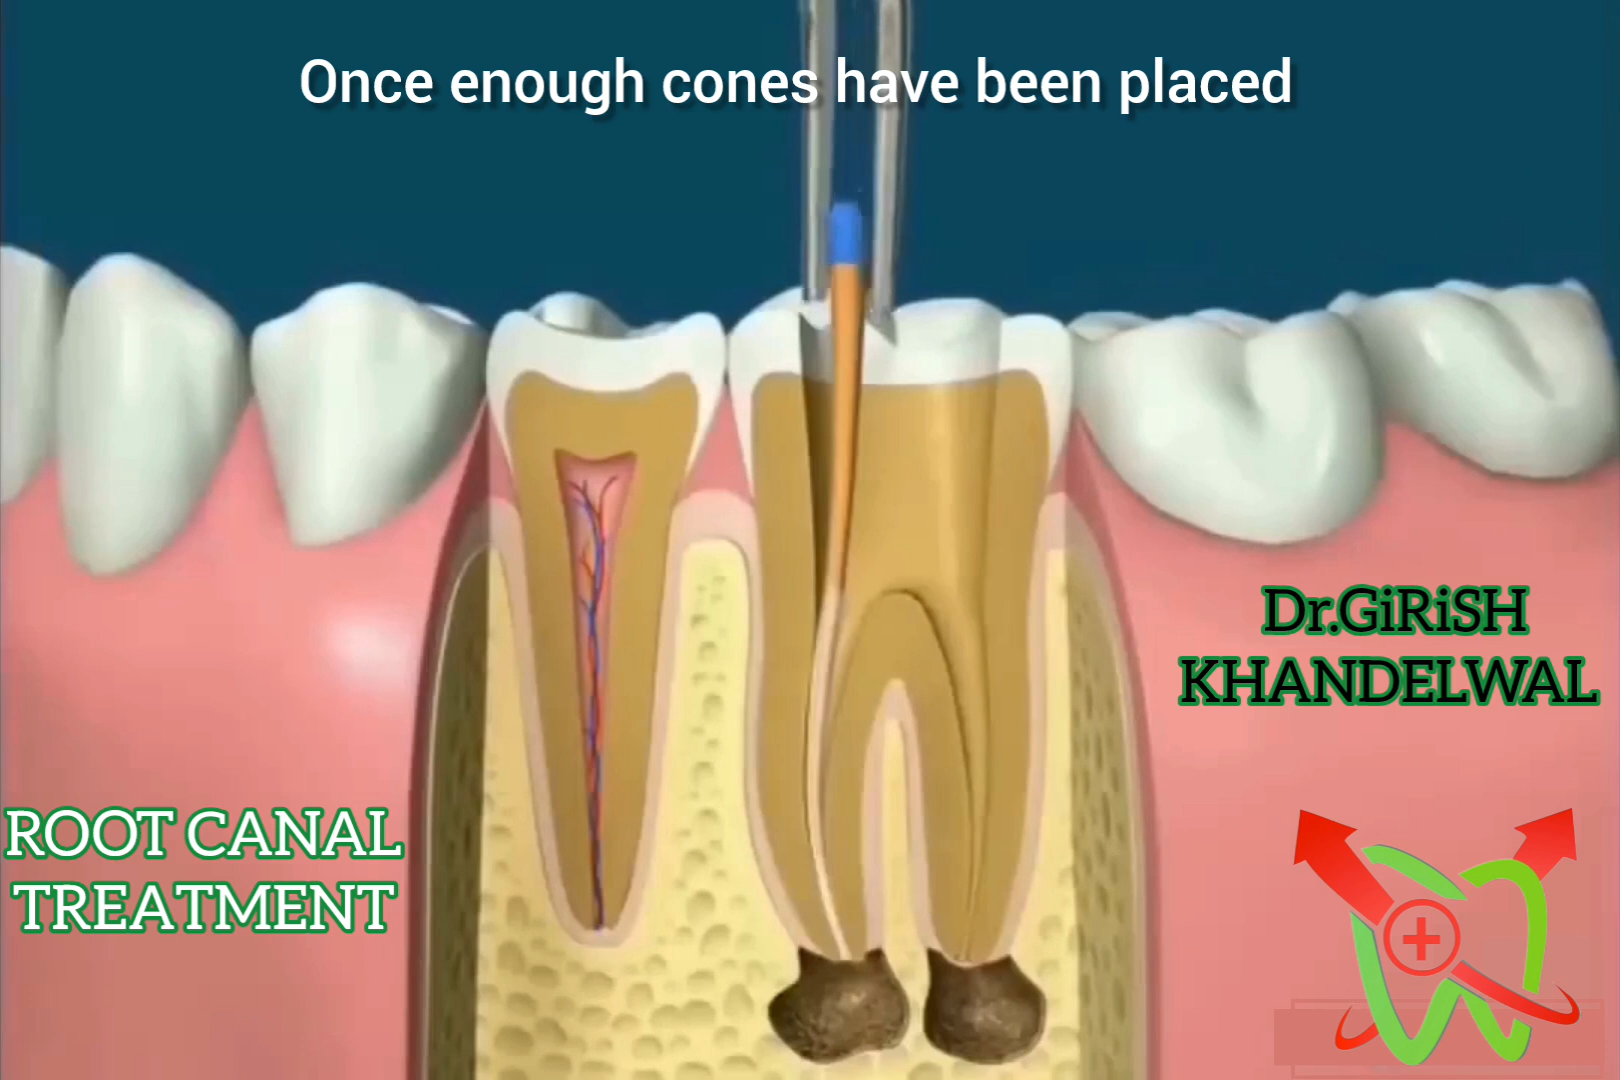 Once enough cones have been placed
Dr.GiRiSH
KHANDELWAL
ROOT CANAL
TREATMENT